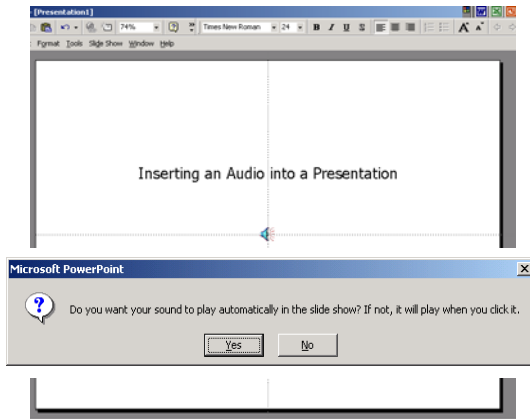 [Presentation1]
74% Times New Roman 24 B I U S A A
Format Tools Slide Show Window Help
Inserting an Audio into a Presentation
Microsoft PowerPoint
Do you want your sound to play automatically in the slide show? If not, it will play when you click it.
Yes No